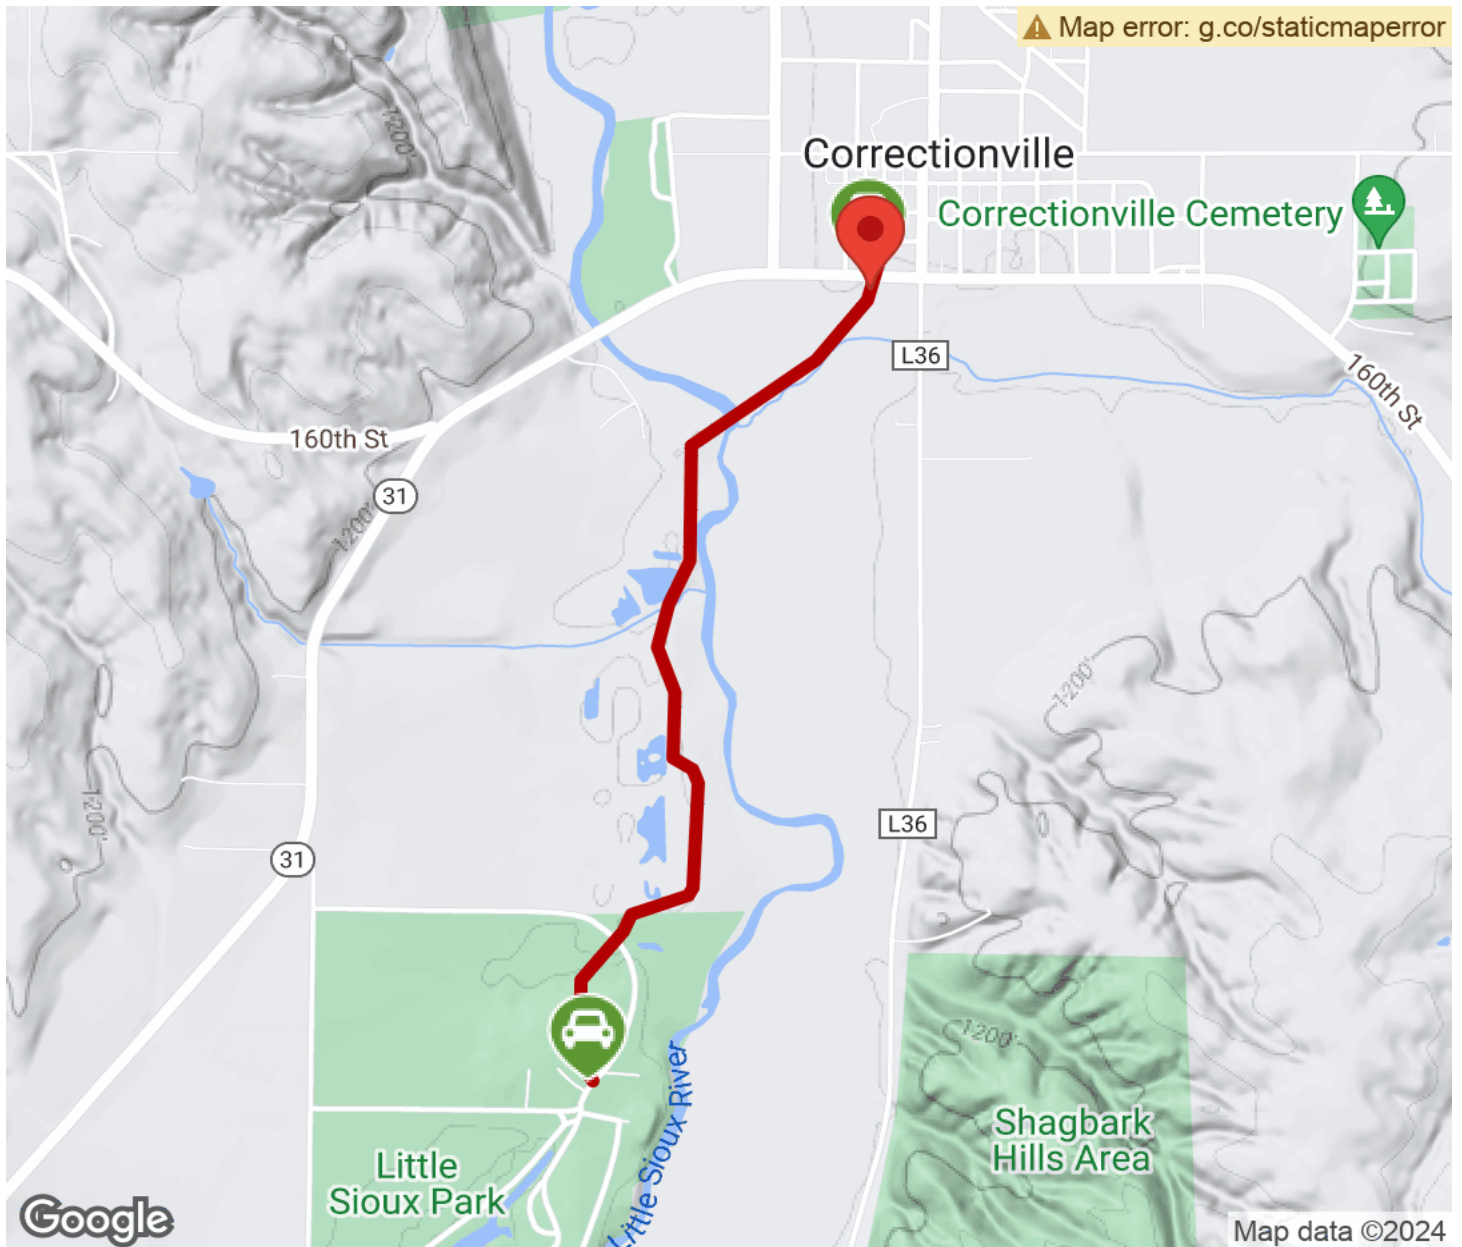 Map error: g.co/staticmaperror
1200'
Correctionville
Correctionville Cemetery
L36
160th St
160th St
31
1200'
1200'
1200'
L36
31
1200'
Shagbark
Hills Area
Little
Sioux Park
Little Sioux River
Google
Map data ©2024